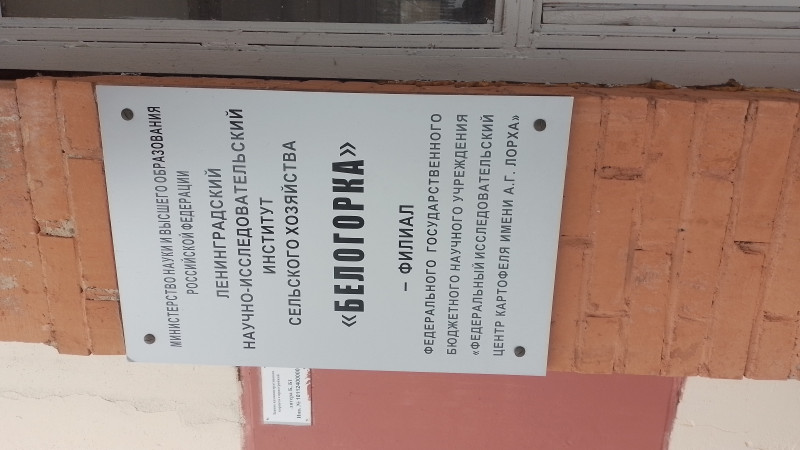 МИНИСТЕРСТВО НАУКИ И ВЫСШЕГО ОБРАЗОВАНИЯ
РОССИЙСКОЙ ФЕДЕРАЦИИ
ЛЕНИНГРАДСКИЙ
НАУЧНО-ИССЛЕДОВАТЕЛЬСКИЙ
ИНСТИТУТ
СЕЛЬСКОГО ХОЗЯЙСТВА
«БЕЛОГОРКА»
– ФИЛИАЛ
ФЕДЕРАЛЬНОГО ГОСУДАРСТВЕННОГО
БЮДЖЕТНОГО НАУЧНОГО УЧРЕЖДЕНИЯ
«ФЕДЕРАЛЬНЫЙ ИССЛЕДОВАТЕЛЬСКИЙ
ЦЕНТР КАРТОФЕЛЯ ИМЕНИ А.Г. ЛОРХА»